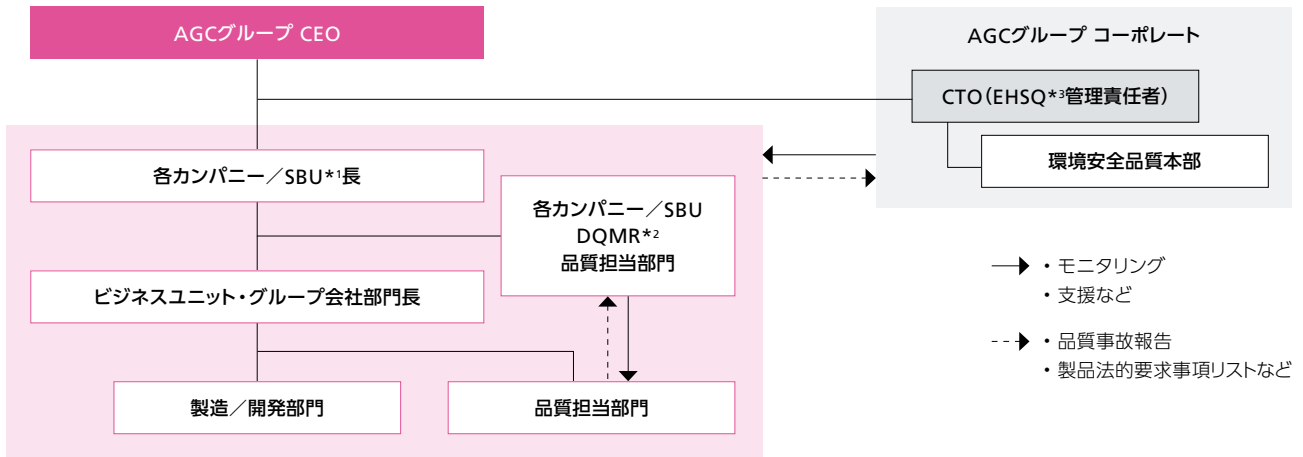 AGCグループ CEO
AGCグループ コーポレート
CTO（EHSQ*3管理責任者）
環境安全品質本部
各カンパニー／SBU*1長
各カンパニー／SBU
DQMR*2
品質担当部門
ビジネスユニット・グループ会社部門長
製造／開発部門
品質担当部門
・モニタリング
・支援など
・品質事故報告
・製品法的要求事項リストなど